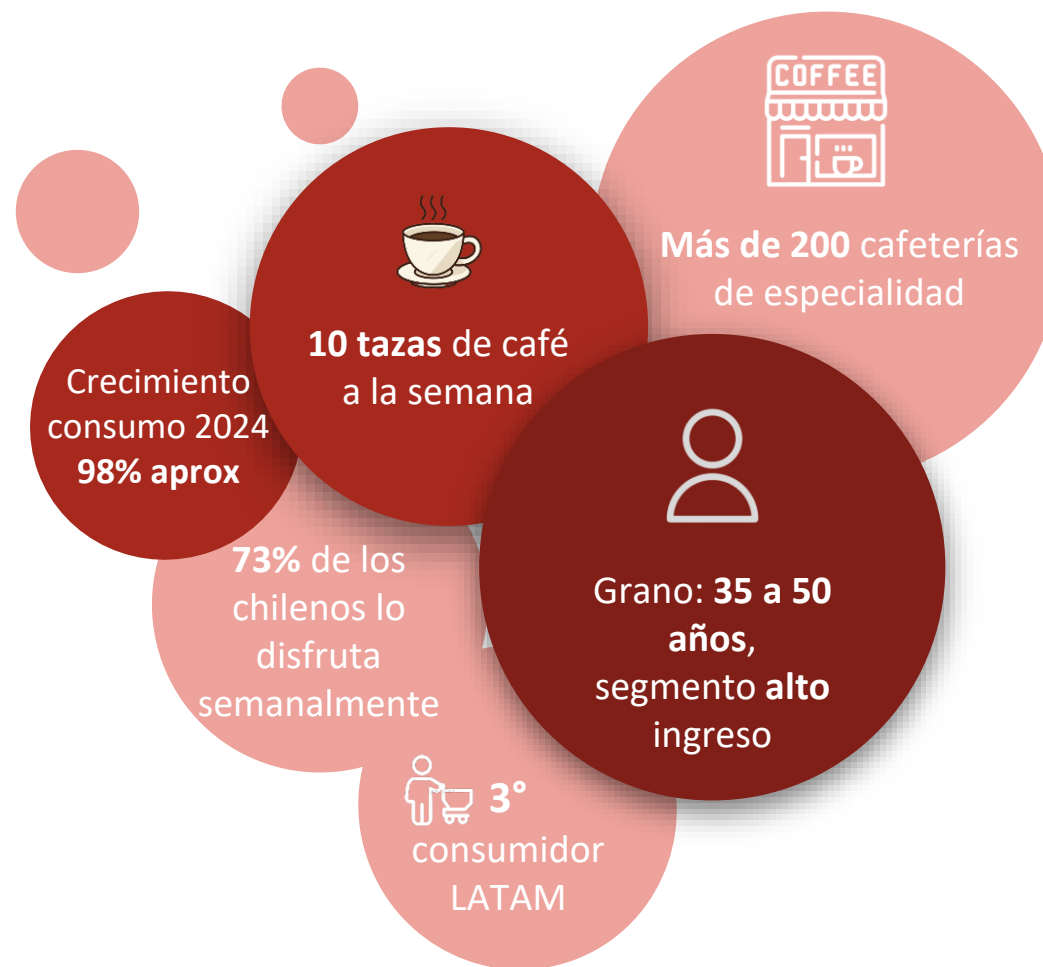 COFFEE
Más de 200 cafeterías
de especialidad
10 tazas de café
a la semana
Crecimiento
consumo 2024
98% aprox
Grano: 35 a 50
años,
segmento alto
ingreso
73% de los
chilenos lo
disfruta
semanalmente
3°
consumidor
LATAM